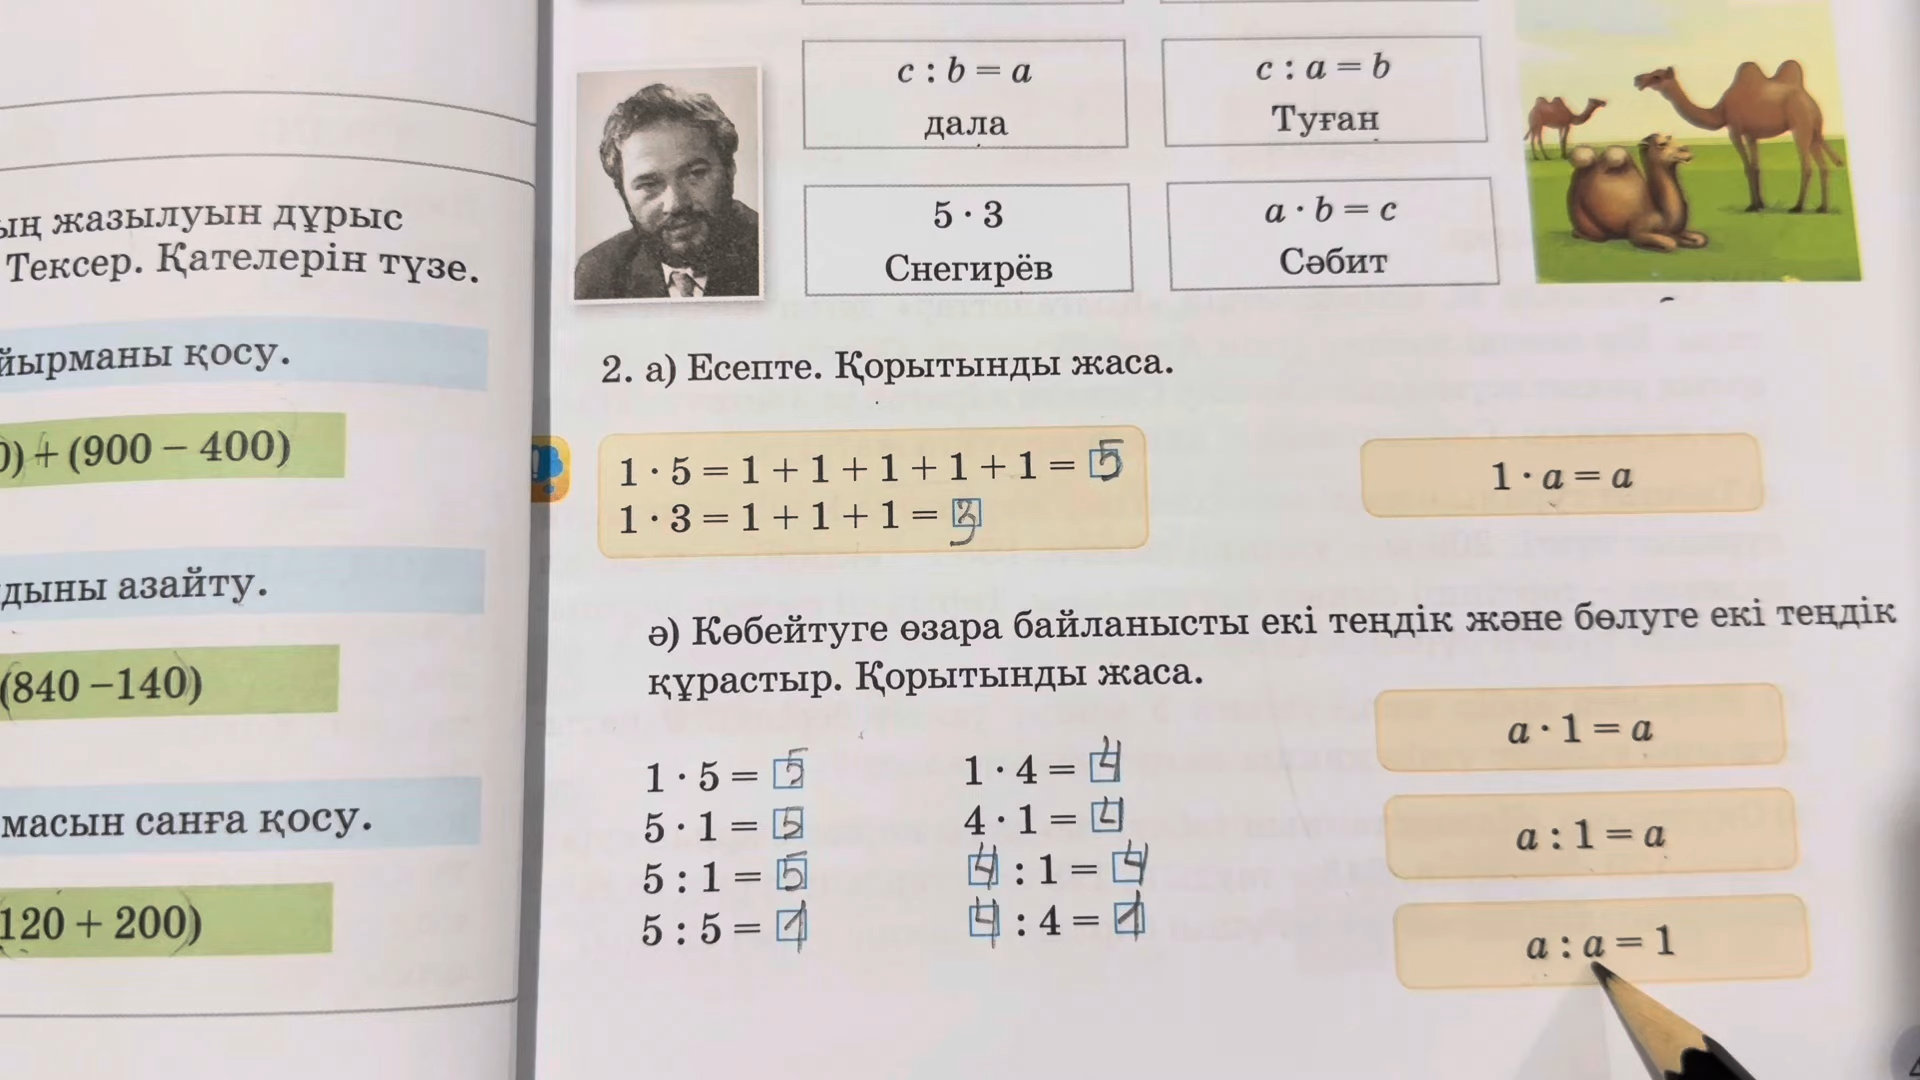 ың жазылуын дұрыс
Тексер. Қателерін түзе.
йырманы қосу.
0) + (900 – 400)
дыны азайту.
(840 –140)
масын санға қосу.
120 + 200)
c : b = a
дала
c : a = b
Туған
5 · 3
Снегирёв
a · b = c
Сәбит
2. а) Есепте. Қорытынды жаса.
1 · 5 = 1 + 1 + 1 + 1 + 1 = 5
1 · 3 = 1 + 1 + 1 = 3
1 · a = a
ә) Көбейтуге өзара байланысты екі теңдік және бөлуге екі теңдік
құрастыр. Қорытынды жаса.
1 · 5 = 5
5 · 1 = 5
5 : 1 = 5
5 : 5 = 1
1 · 4 = 4
4 · 1 = 4
4 : 1 = 4
4 : 4 = 1
a · 1 = a
a : 1 = a
a : a = 1